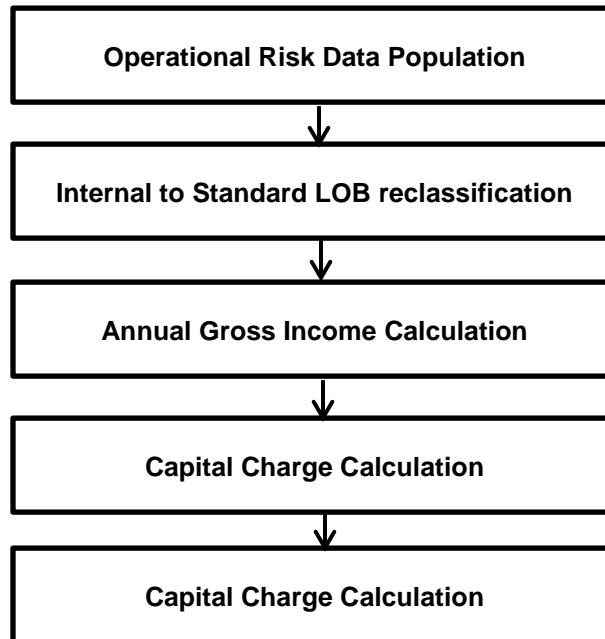 Operational Risk Data Population
Internal to Standard LOB reclassification
Annual Gross Income Calculation
Capital Charge Calculation
Capital Charge Calculation